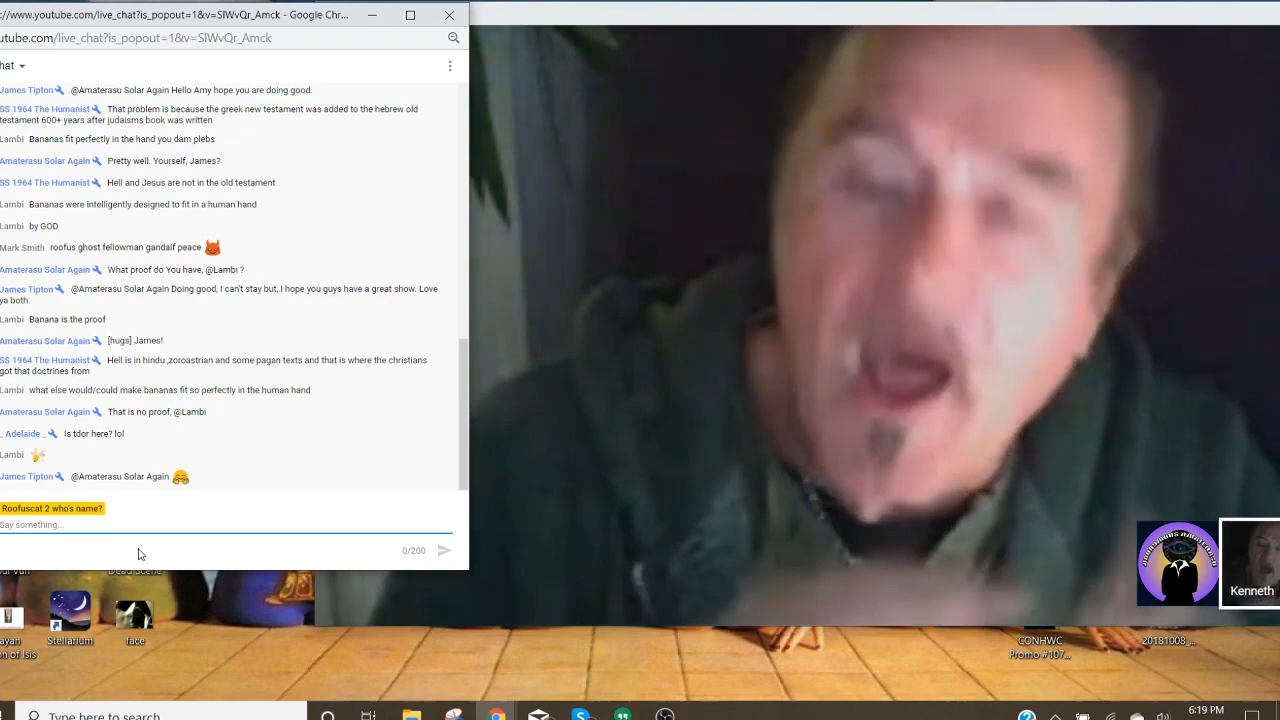 ://www.youtube.com/live_chat?is_popout=1&v=SlWvQr_Amck - Google Chr...
utube.com/live_chat?is_popout=1&v=SlWvQr_Amck
hat
James Tipton @Amaterasu Solar Again Hello Amy hope you are doing good.
SS 1964 The Humanist That problem is because the greek new testament was added to the hebrew old
testament 600+ years after judaisms book was written
Lambi Bananas fit perfectly in the hand you dam plebs
Amaterasu Solar Again Pretty well. Yourself, James?
SS 1964 The Humanist Hell and Jesus are not in the old testament
Lambi Bananas were intelligently designed to fit in a human hand
Lambi by GOD
Mark Smith roofus ghost fellowman gandalf peace
Amaterasu Solar Again What proof do You have, @Lambi ?
James Tipton @Amaterasu Solar Again Doing good, I can't stay but, I hope you guys have a great show. Love
ya both.
Lambi Banana is the proof
Amaterasu Solar Again [hugs] James!
SS 1964 The Humanist Hell is in hindu ,zoroastrian and some pagan texts and that is where the christians
got that doctrines from
Lambi what else would/could make bananas fit so perfectly in the human hand
Amaterasu Solar Again That is no proof, @Lambi
_ Adelaide _ Is tdor here? lol
Lambi
James Tipton @Amaterasu Solar Again
Roofuscat 2 who's name?
Say something...
0/200
Dead Scene
Kenneth
ayan
on of Isis
Stellarium
face
CONHWC
Promo #107...
20181008_...
Type here to search
6:19 PM